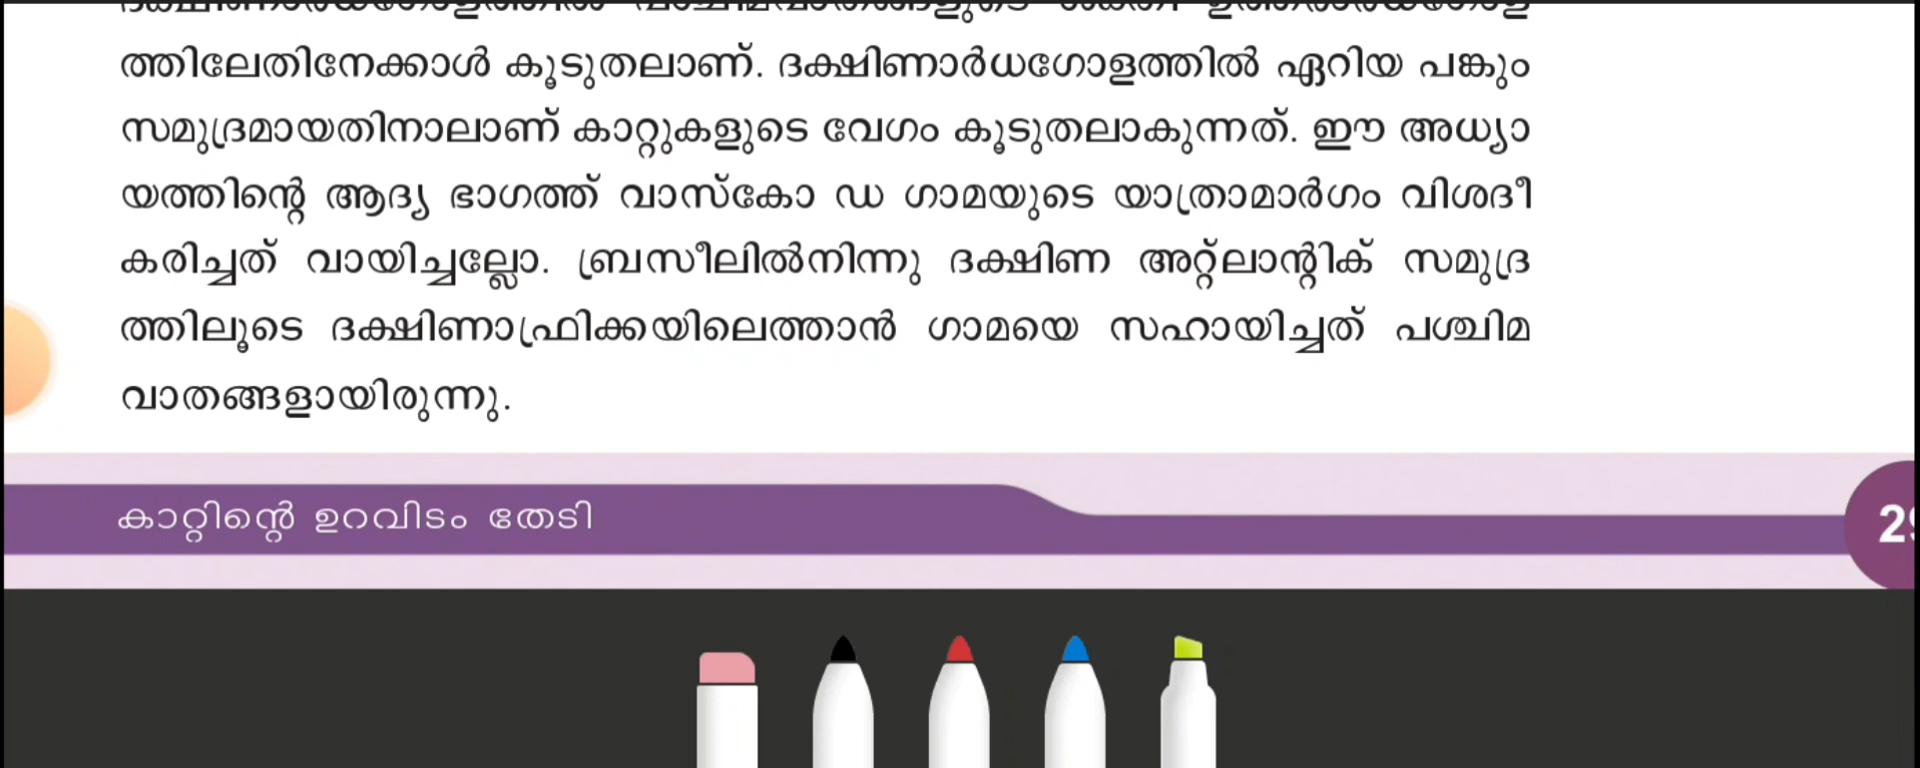 ത്തിലേതിനേക്കാൾ കൂടുതലാണ്. ദക്ഷിണാർധഗോളത്തിൽ ഏറിയ പങ്കും
സമുദ്രമായതിനാലാണ് കാറ്റുകളുടെ വേഗം കൂടുതലാകുന്നത്. ഈ അധ്യാ
യത്തിന്റെ ആദ്യ ഭാഗത്ത് വാസ്കോ ഡ ഗാമയുടെ യാത്രാമാർഗം വിശദീ
കരിച്ചത് വായിച്ചല്ലോ. ബ്രസീലിൽനിന്നു ദക്ഷിണ അറ്റ്ലാന്റിക് സമുദ്ര
ത്തിലൂടെ ദക്ഷിണാഫ്രിക്കയിലെത്താൻ ഗാമയെ സഹായിച്ചത് പശ്ചിമ
വാതങ്ങളായിരുന്നു.
കാറ്റിന്റെ ഉറവിടം തേടി